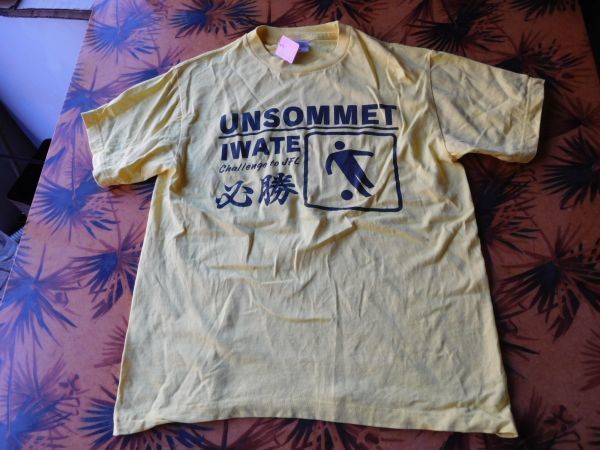 UNSOMMET
IWATE
Challenge to JFL
必勝